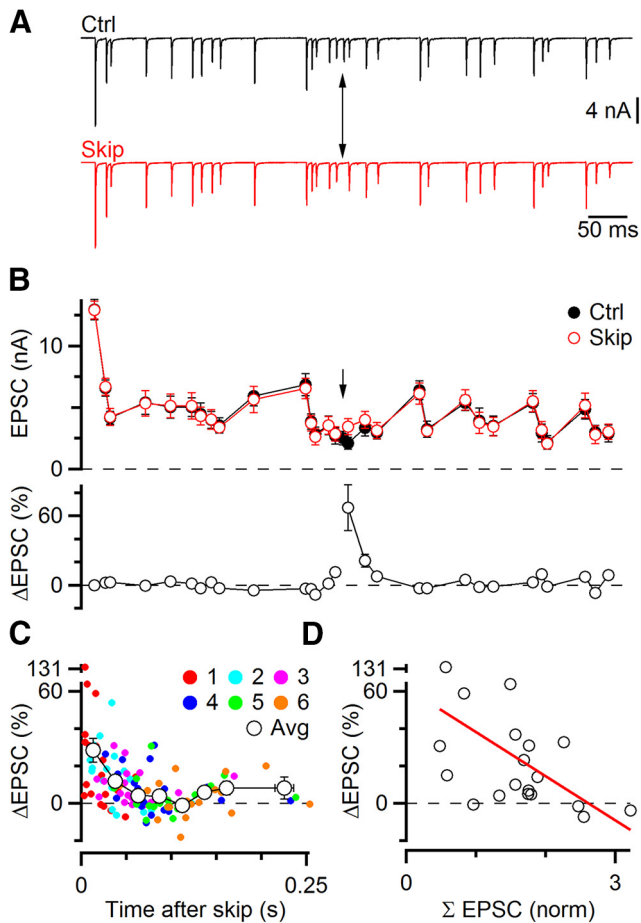 A
Ctrl
4 nA
Skip
50 ms
B
Ctrl
Skip
EPSC (nA)
10
0
ΔEPSC (%)
60
0
C
ΔEPSC (%)
131
60
0
1 2 3
4 5 6
Avg
0 0.25
Time after skip (s)
D
ΔEPSC (%)
131
60
0
0 3
Σ EPSC (norm)